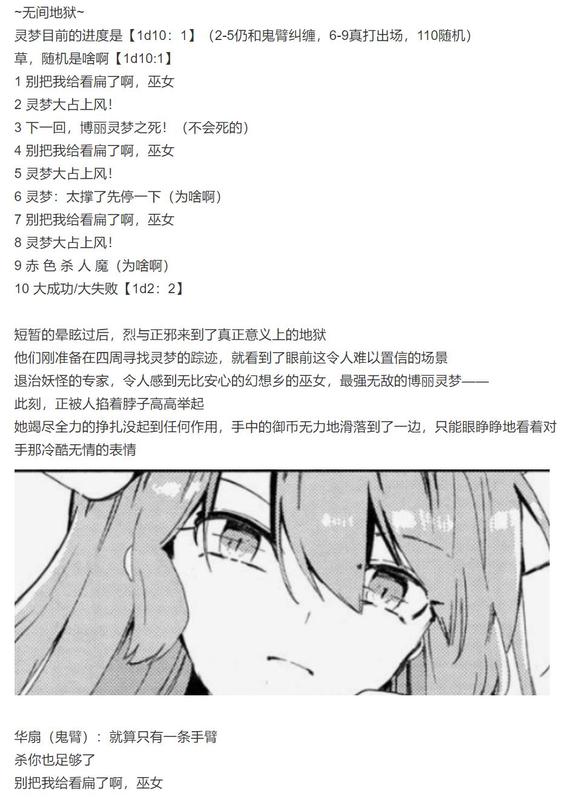 ~无间地狱~
灵梦目前的进度是【1d10：1】（2-5仍和鬼臂纠缠，6-9真打出场，110随机）
草，随机是啥啊【1d10:1】
1 别把我给看扁了啊，巫女
2 灵梦大占上风！
3 下一回，博丽灵梦之死！（不会死的）
4 别把我给看扁了啊，巫女
5 灵梦大占上风！
6 灵梦：太撑了先停一下（为啥啊）
7 别把我给看扁了啊，巫女
8 灵梦大占上风！
9 赤 色 杀 人 魔（为啥啊）
10 大成功/大失败【1d2：2】
短暂的晕眩过后，烈与正邪来到了真正意义上的地狱
他们刚准备在四周寻找灵梦的踪迹，就看到了眼前这令人难以置信的场景
退治妖怪的专家，令人感到无比安心的幻想乡的巫女，最强无敌的博丽灵梦——
此刻，正被人掐着脖子高高举起
她竭尽全力的挣扎没起到任何作用，手中的御币无力地滑落到了一边，只能眼睁睁地看着对
手那冷酷无情的表情
华扇（鬼臂）：就算只有一条手臂
杀你也足够了
别把我给看扁了啊，巫女